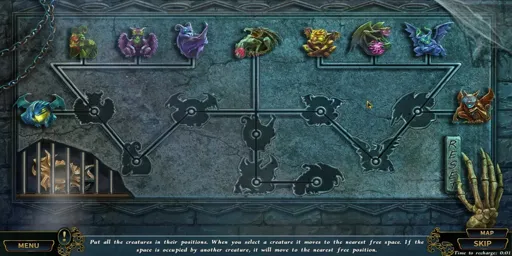 RESET
MAP
MENU
SKIP
Put all the creatures in their positions. When you select a creature it moves to the nearest free space. If the
space is occupied by another creature, it will move to the nearest free position.
Time to recharge: 0:01